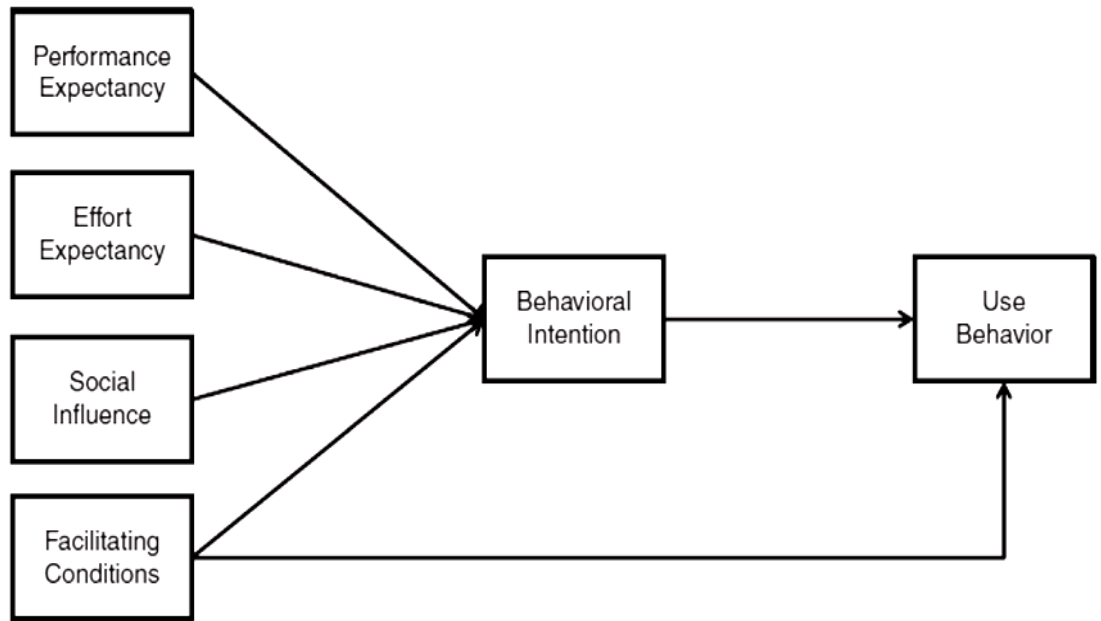 Performance
Expectancy
Effort
Expectancy
Social
Influence
Facilitating
Conditions
Behavioral
Intention
Use
Behavior